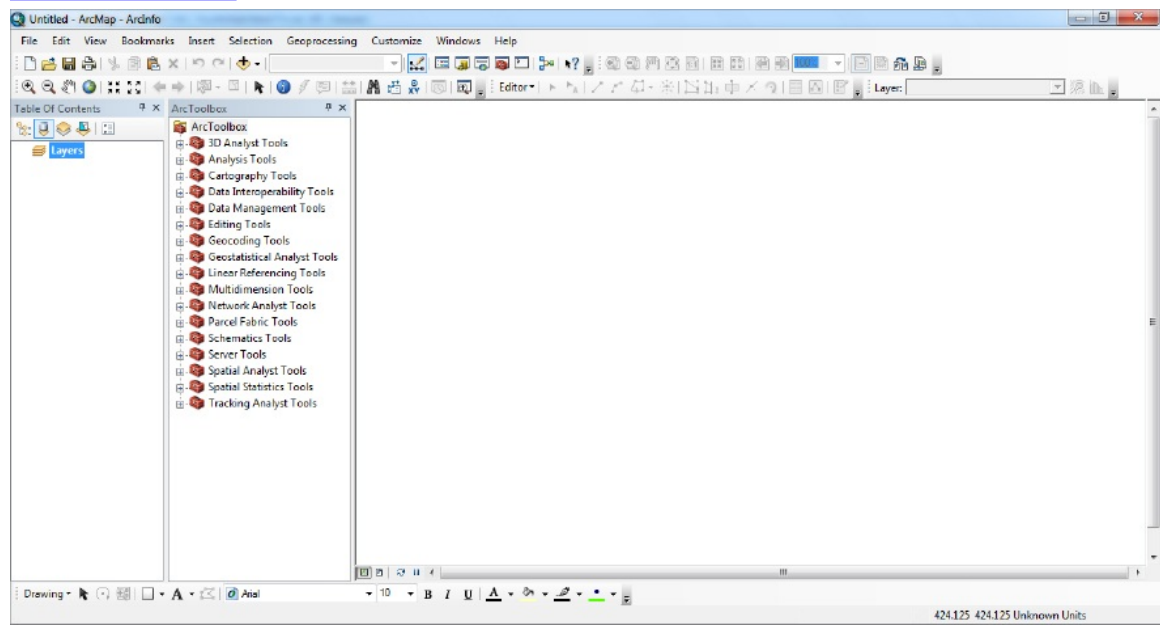 Untitled - ArcMap - ArcInfo
File Edit View Bookmarks Insert Selection Geoprocessing Customize Windows Help
Editor
Layer:
Table Of Contents
Layers
ArcToolbox
ArcToolbox
3D Analyst Tools
Analysis Tools
Cartography Tools
Data Interoperability Tools
Data Management Tools
Editing Tools
Geocoding Tools
Geostatistical Analyst Tools
Linear Referencing Tools
Multidimension Tools
Network Analyst Tools
Parcel Fabric Tools
Schematics Tools
Server Tools
Spatial Analyst Tools
Spatial Statistics Tools
Tracking Analyst Tools
Drawing A Arial 10 B I U A
424.125 424.125 Unknown Units